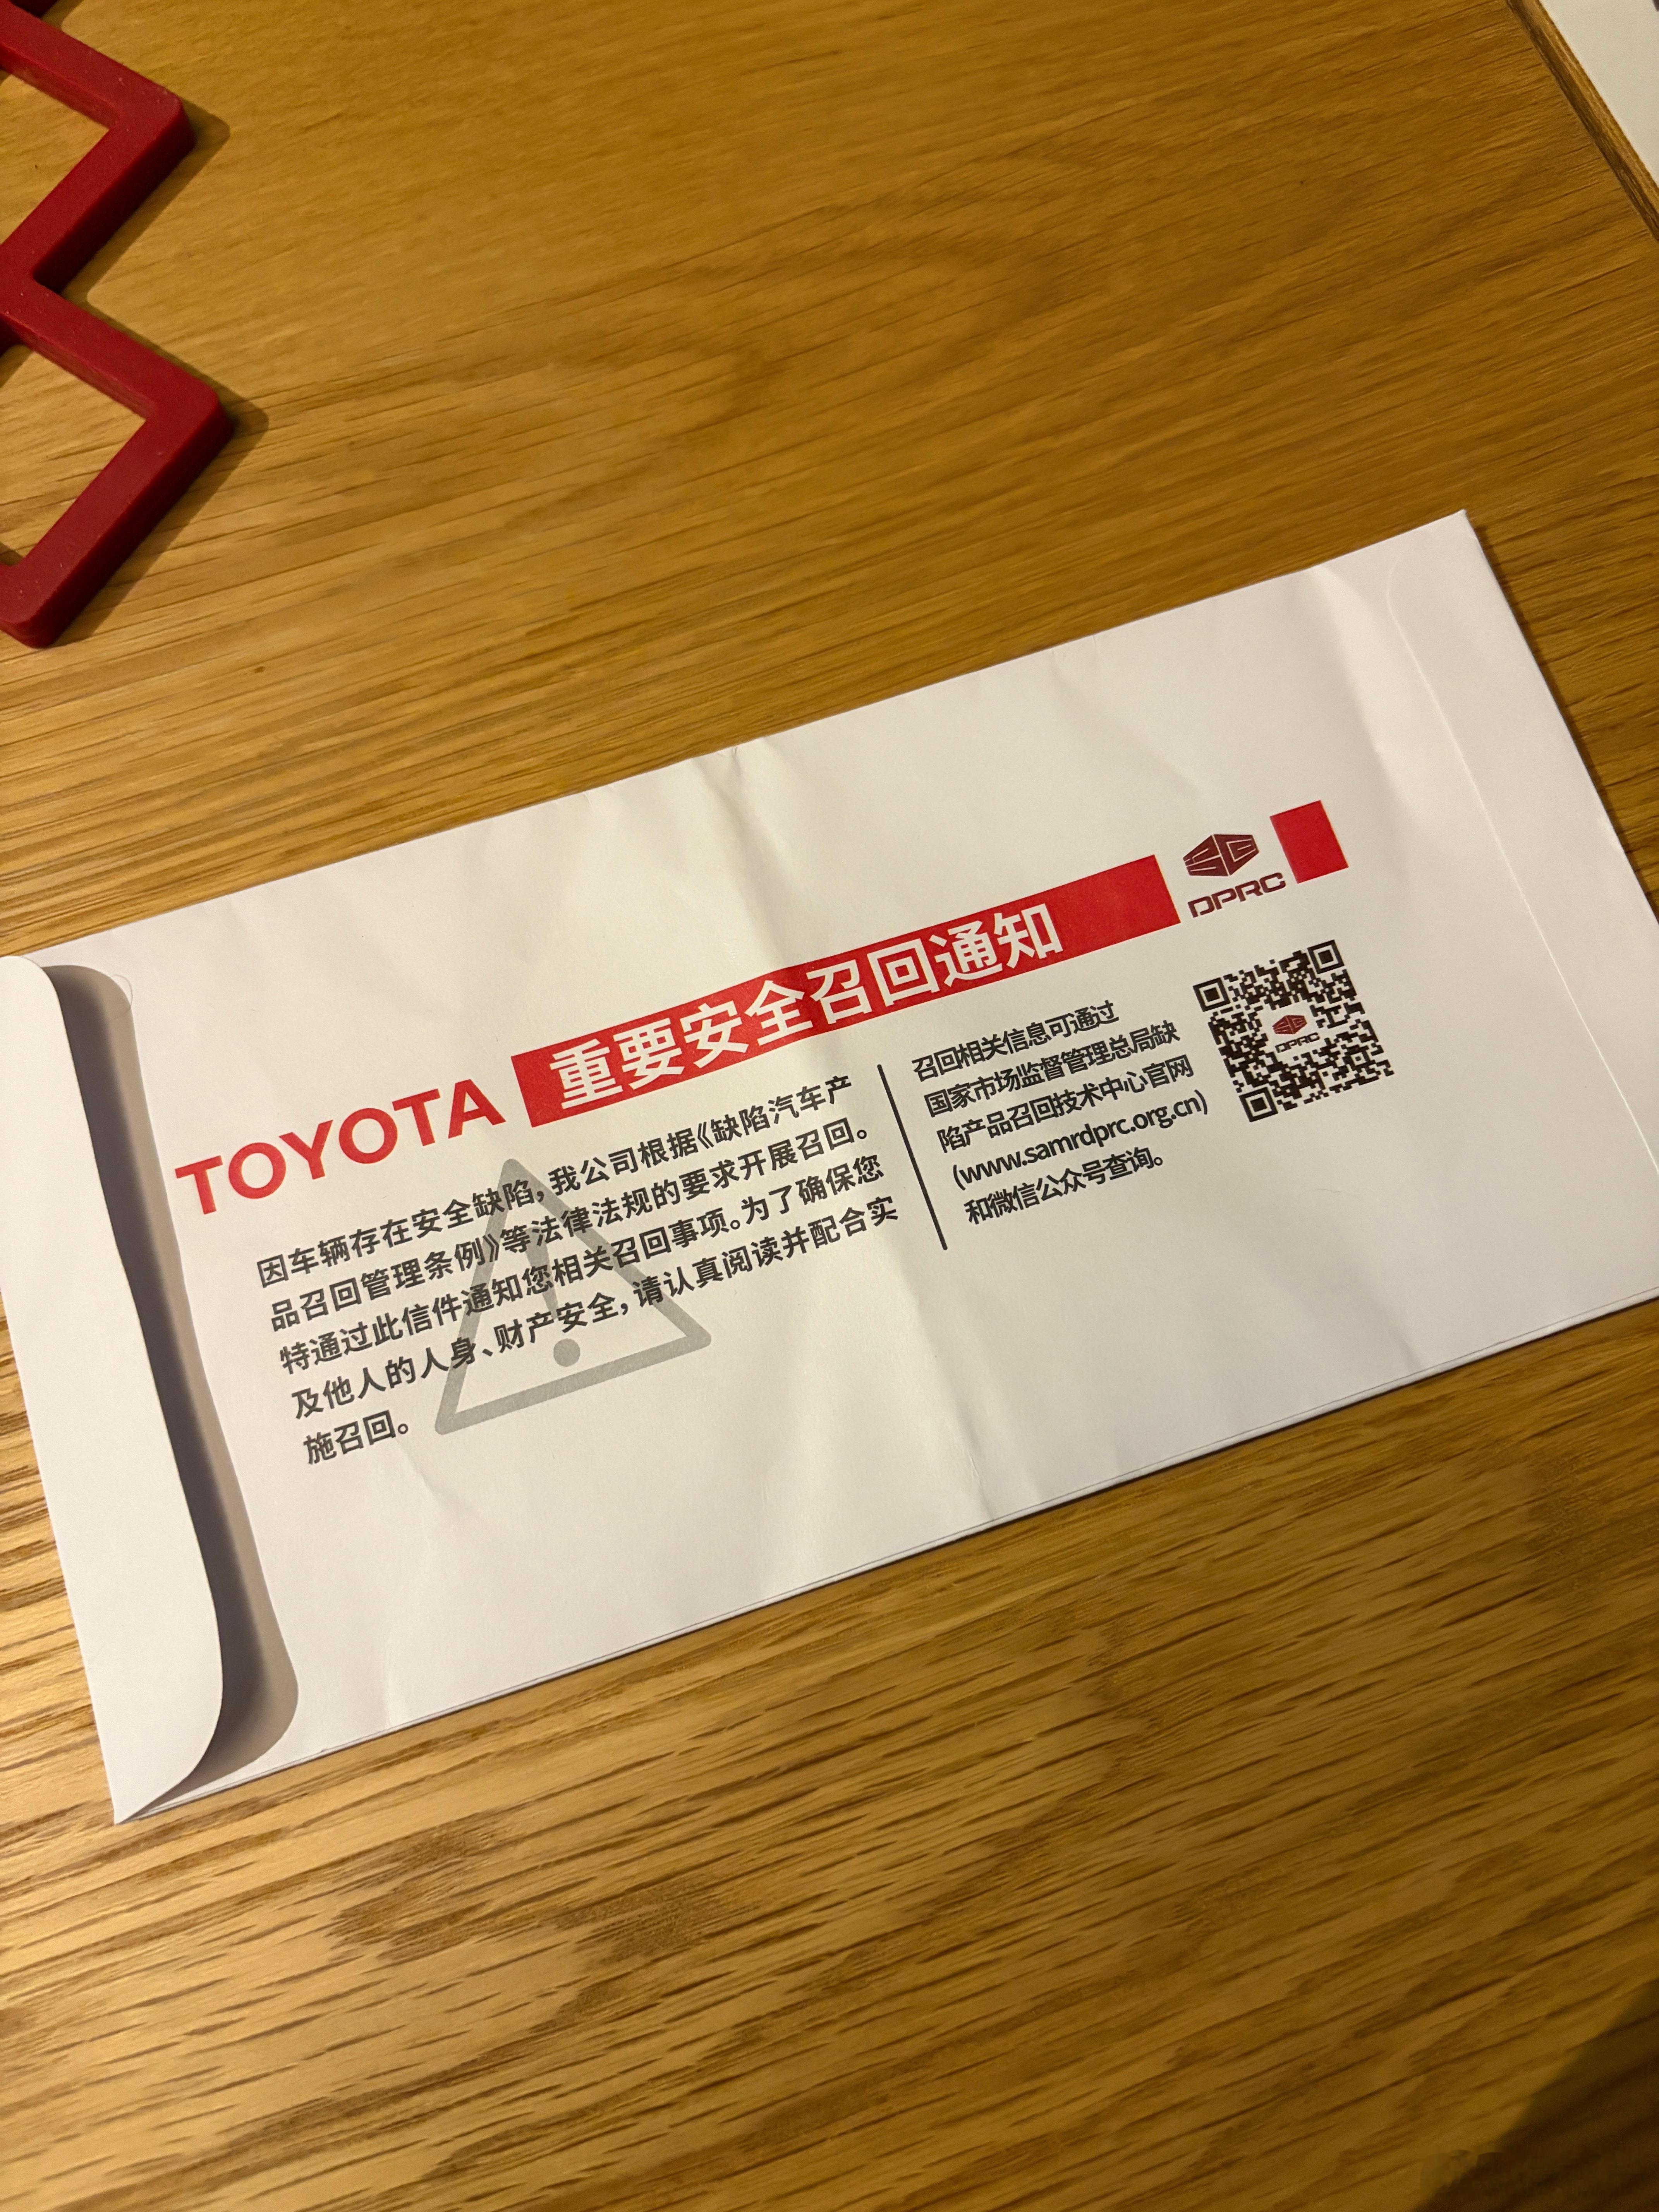 TOYOTA 重要安全召回通知
DPRC
因车辆存在安全缺陷，我公司根据《缺陷汽车产
品召回管理条例》等法律法规的要求开展召回。
特通过此信件通知您相关召回事项。为了确保您
及他人的人身、财产安全，请认真阅读并配合实
施召回。
召回相关信息可通过
国家市场监督管理总局缺
陷产品召回技术中心官网
(www.samrdprc.org.cn)
和微信公众号查询。
DPRC